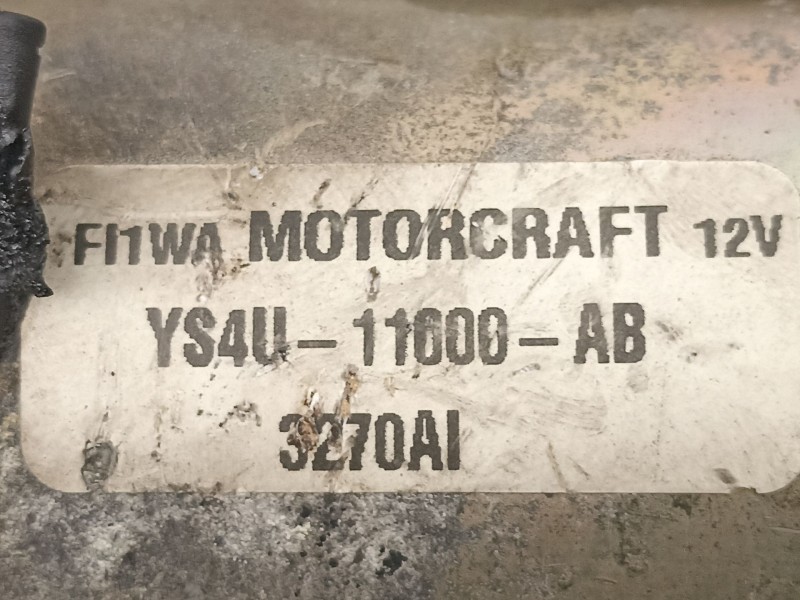 FI1WA MOTORCRAFT 12V
YS4U-11000-AB
3270AI